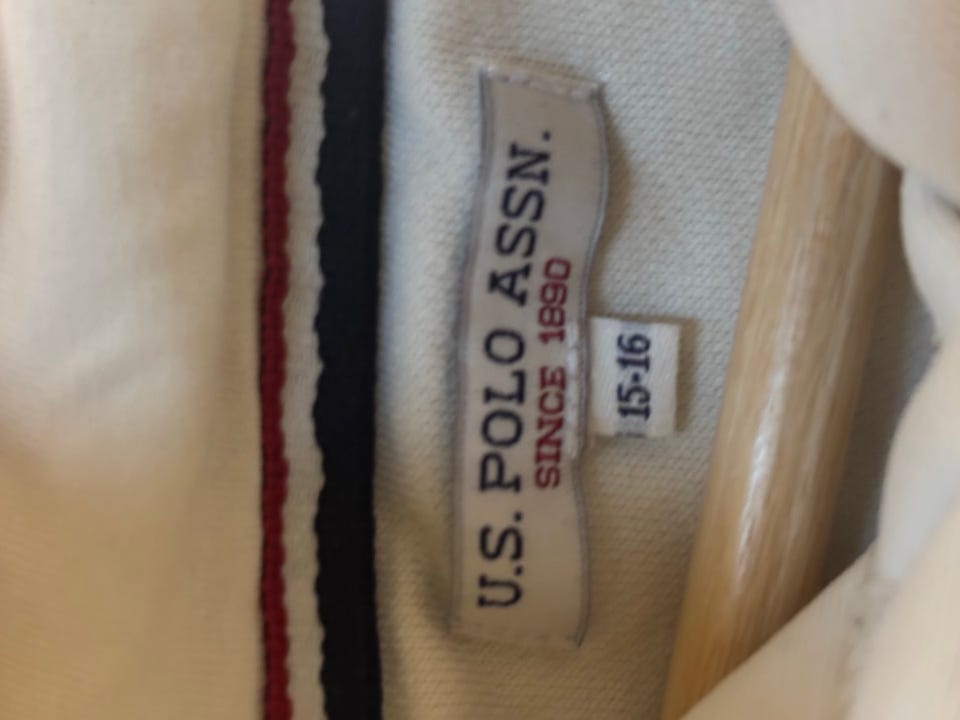 U.S. POLO ASSN.
SINCE 1890
15-16